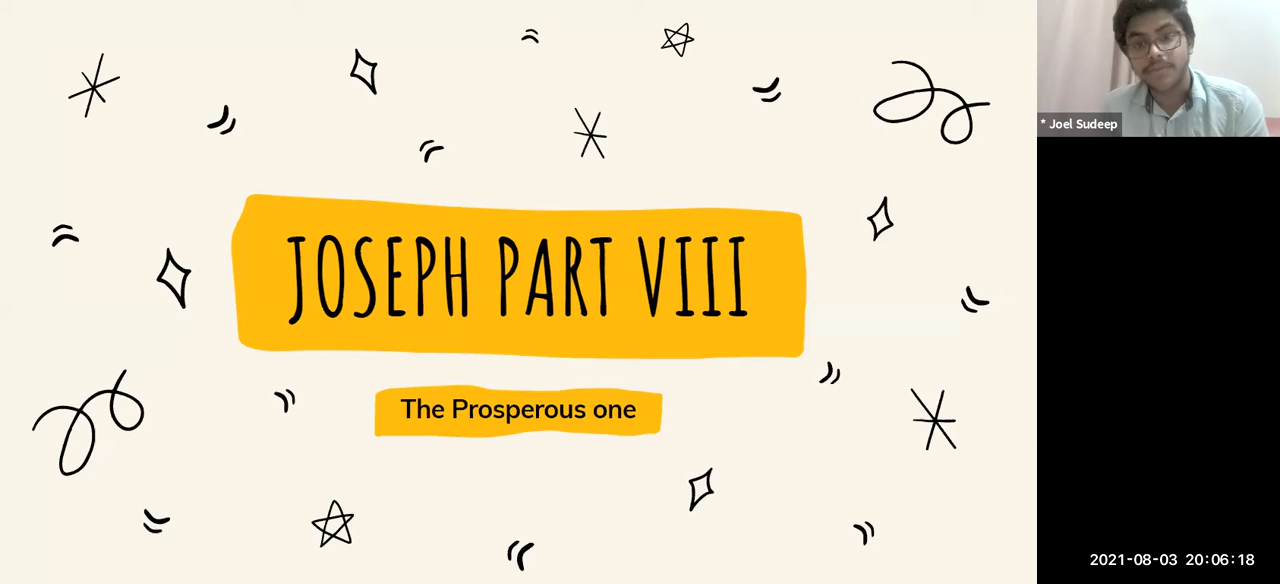 * Joel Sudeep
JOSEPH PART VIII
The Prosperous one
2021-08-03 20:06:18